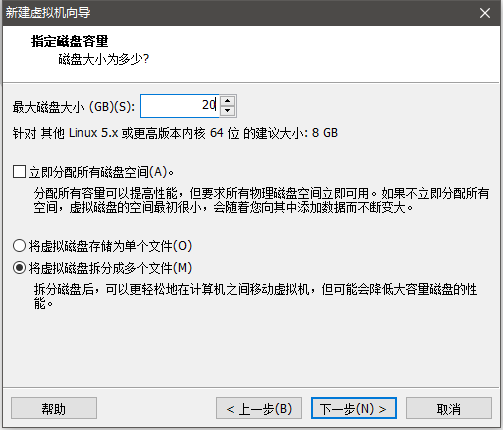 新建虚拟机向导
指定磁盘容量
磁盘大小为多少?
最大磁盘大小 (GB)(S): 20
针对 其他 Linux 5.x 或更高版本内核 64 位 的建议大小: 8 GB
立即分配所有磁盘空间(A)。
分配所有容量可以提高性能，但要求所有物理磁盘空间立即可用。如果不立即分配所有
空间，虚拟磁盘的空间最初很小，会随着您向其中添加数据而不断变大。
将虚拟磁盘存储为单个文件(O)
将虚拟磁盘拆分成多个文件(M)
拆分磁盘后，可以更轻松地在计算机之间移动虚拟机，但可能会降低大容量磁盘的性
能。
帮助 < 上一步(B) 下一步(N) > 取消